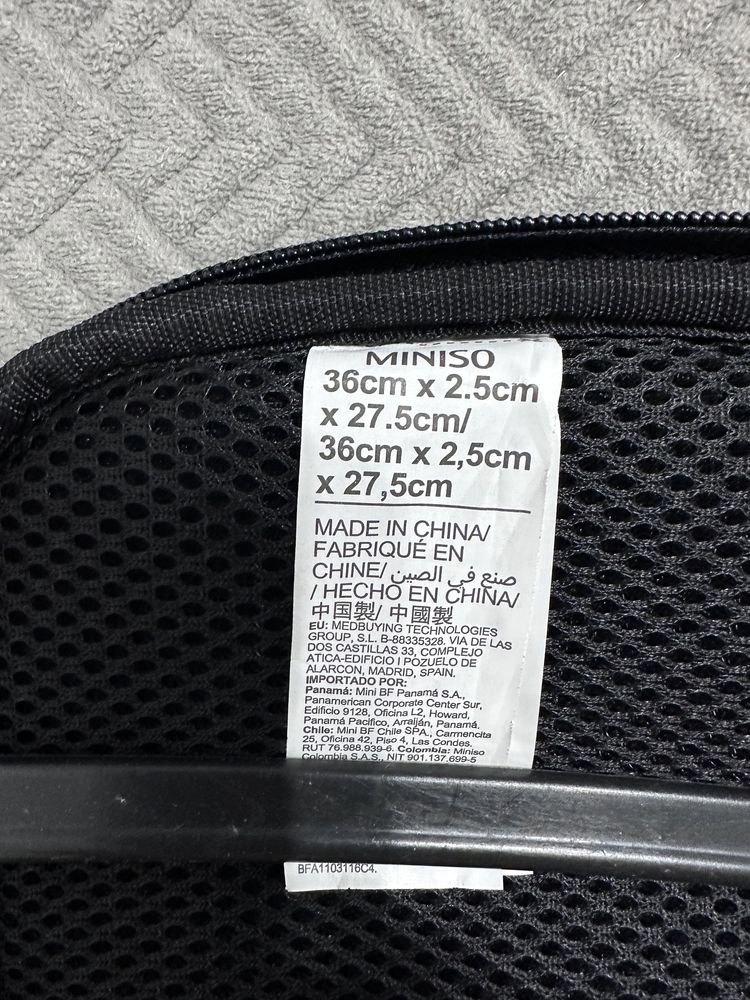 MINISO
36cm x 2.5cm
x 27.5cm/
36cm x 2,5cm
x 27,5cm
MADE IN CHINA/
FABRIQUÉ EN
CHINE/ صنع في الصين
/ HECHO EN CHINA/
中国製/ 中國製
EU: MEDBUYING TECHNOLOGIES
GROUP, S.L. B-88335328. VIA DE LAS
DOS CASTILLAS 33, COMPLEJO
ATICA-EDIFICIO I POZUELO DE
ALARCON, MADRID, SPAIN.
IMPORTADO POR:
Panamá: Mini BF Panamá S.A.,
Panamerican Corporate Center Sur,
Edificio 9128, Oficina L2, Howard,
Panamá Pacifico, Arraiján, Panamá.
Chile: Mini BF Chile SPA., Carmencita
25, Oficina 42, Piso 4, Las Condes.
RUT 76.988.939-6. Colombia: Miniso
Colombia S.A.S., NIT 901.137.699-5
BFA1103116C4.